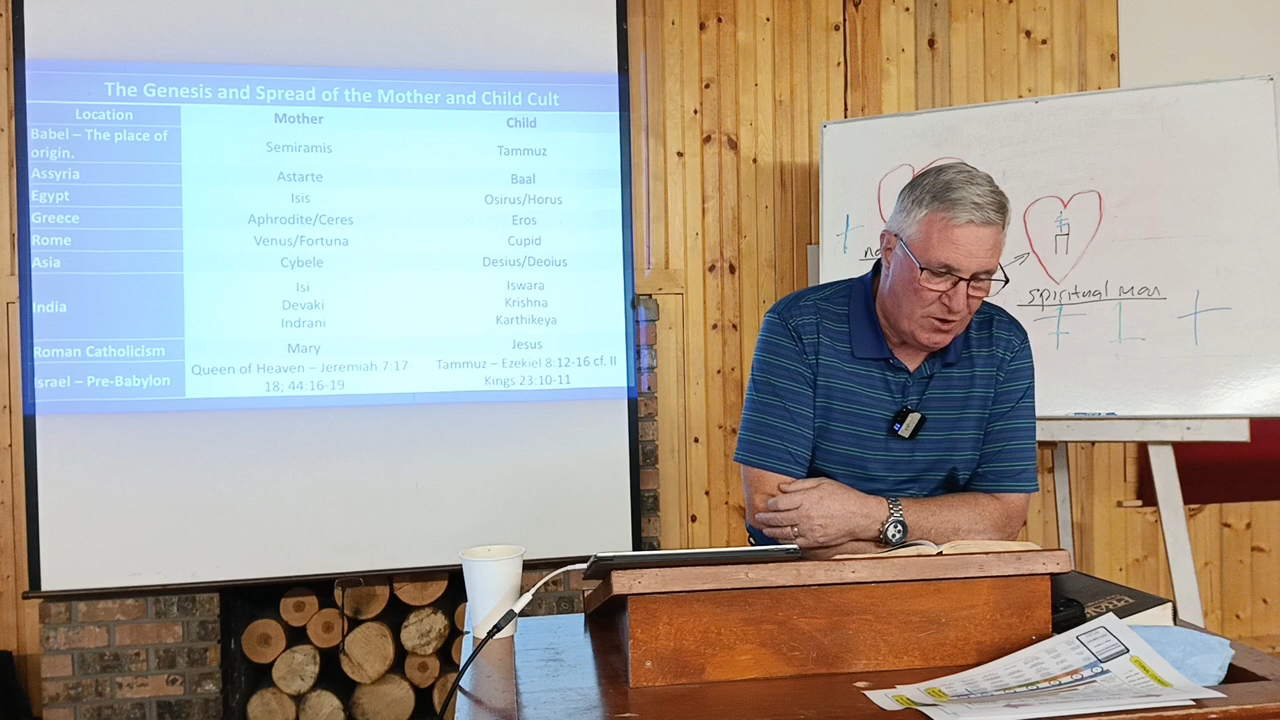 The Genesis and Spread of the Mother and Child Cult
Location Mother Child
Babel – The place of
origin. Semiramis Tammuz
Assyria Astarte Baal
Egypt Isis Osirus/Horus
Greece Aphrodite/Ceres Eros
Rome Venus/Fortuna Cupid
Asia Cybele Desius/Deoius
India Isi Iswara
Devaki Krishna
Indrani Karthikeya
Roman Catholicism Mary Jesus
Israel – Pre-Babylon Queen of Heaven – Jeremiah 7:17-
18; 44:16-19
Tammuz – Ezekiel 8:12-16 cf. II
Kings 23:10-11
spiritual man